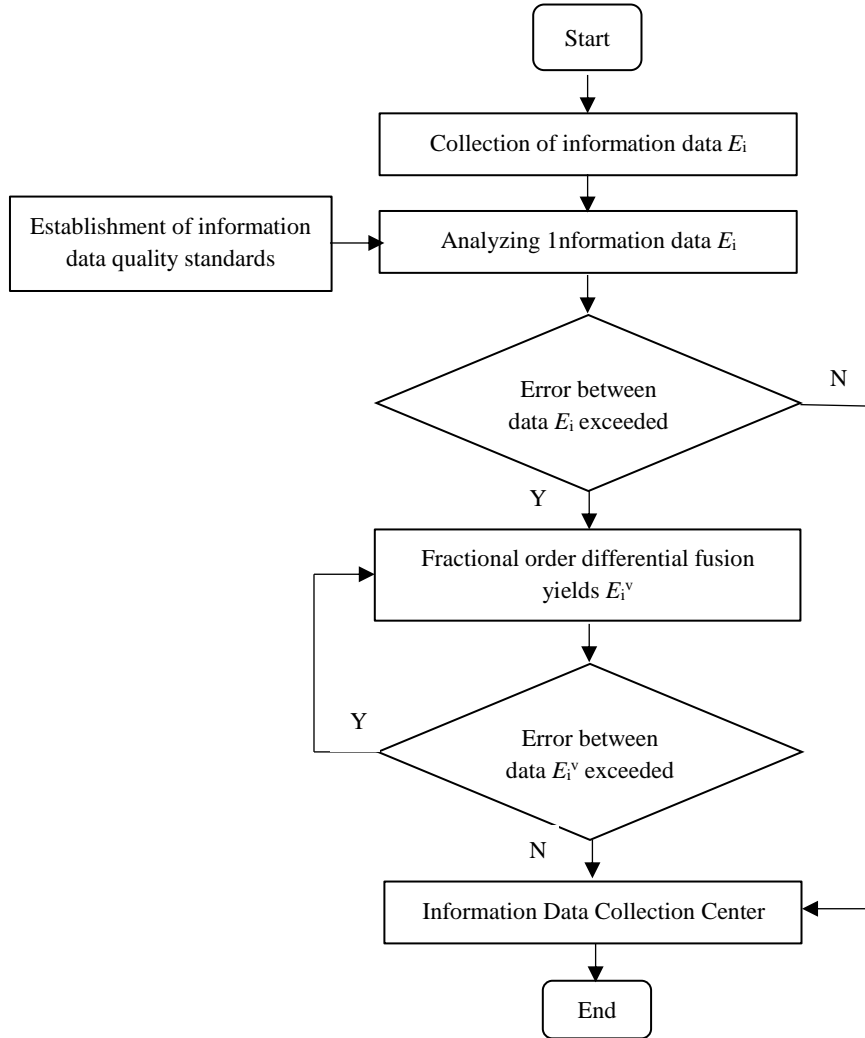 Start
Collection of information data Ei
Establishment of information
data quality standards
Analyzing 1nformation data Ei
Error between
data Ei exceeded
N
Y
Fractional order differential fusion
yields Eiv
Y
Error between
data Eiv exceeded
N
Information Data Collection Center
End